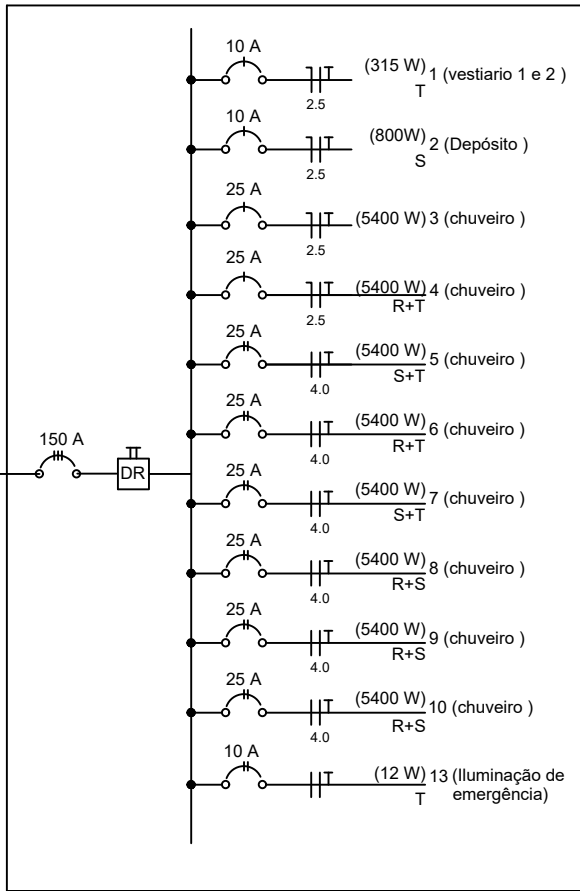 10 A
(315 W) 1 (vestiario 1 e 2 )
T
2.5
10 A
(800W) 2 (Depósito )
S
2.5
25 A
(5400 W) 3 (chuveiro )
2.5
25 A
(5400 W) 4 (chuveiro )
R+T
2.5
25 A
(5400 W) 5 (chuveiro )
S+T
4.0
25 A
(5400 W) 6 (chuveiro )
R+T
4.0
150 A
DR
25 A
(5400 W) 7 (chuveiro )
S+T
4.0
25 A
(5400 W) 8 (chuveiro )
R+S
4.0
25 A
(5400 W) 9 (chuveiro )
R+S
4.0
25 A
(5400 W) 10 (chuveiro )
R+S
4.0
10 A
(12 W) 13 (Iluminação de
T emergência)